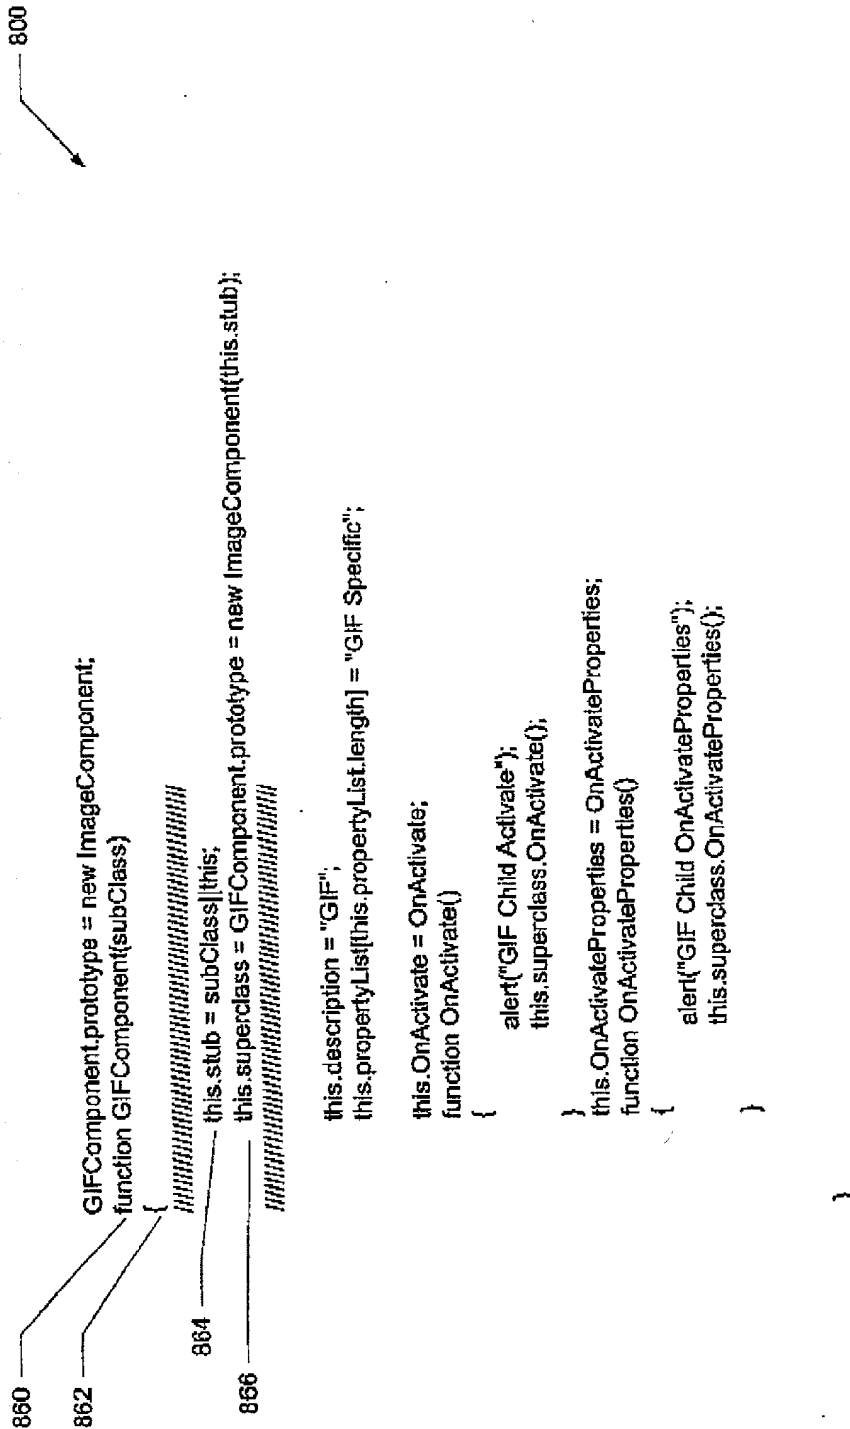 800
860
GIFComponent.prototype = new ImageComponent;
function GIFComponent(subClass)
862
{
//////////////////////////////////////////////////////////
864
this.stub = subClass||this;
866
this.superclass = GIFComponent.prototype = new ImageComponent(this.stub);
//////////////////////////////////////////////////////////
this.description = "GIF";
this.propertyList[this.propertyList.length] = "GIF Specific";
this.OnActivate = OnActivate;
function OnActivate()
{
alert("GIF Child Activate");
this.superclass.OnActivate();
}
this.OnActivateProperties = OnActivateProperties;
function OnActivateProperties()
{
alert("GIF Child OnActivateProperties");
this.superclass.OnActivateProperties();
}
}